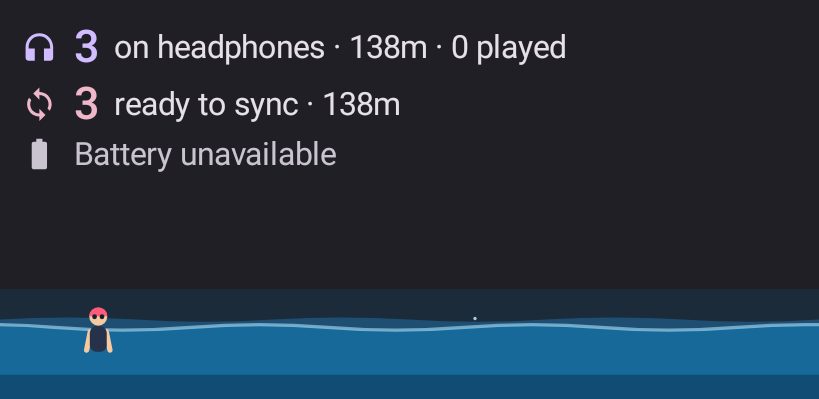 3 on headphones · 138m · 0 played
3 ready to sync · 138m
Battery unavailable